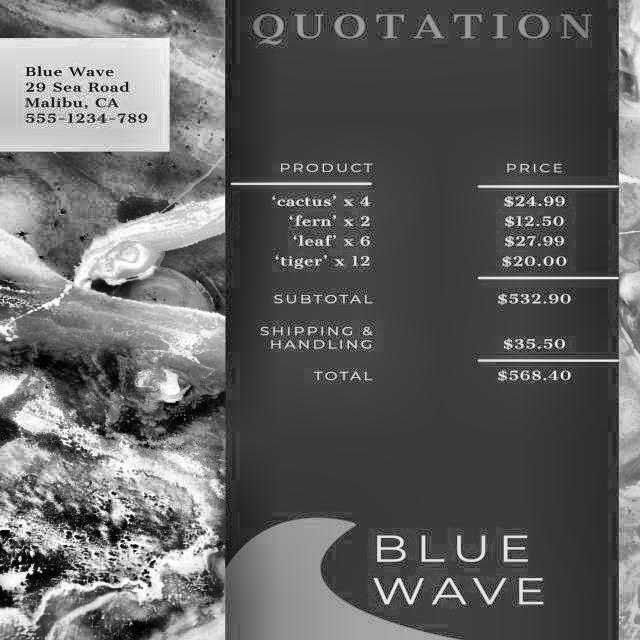 QUOTATION
Blue Wave
29 Sea Road
Malibu, CA
555-1234-789
PRODUCT PRICE
‘cactus’ x 4 $24.99
‘fern’ x 2 $12.50
‘leaf’ x 6 $27.99
‘tiger’ x 12 $20.00
SUBTOTAL $532.90
SHIPPING &
HANDLING $35.50
TOTAL $568.40
BLUE
WAVE